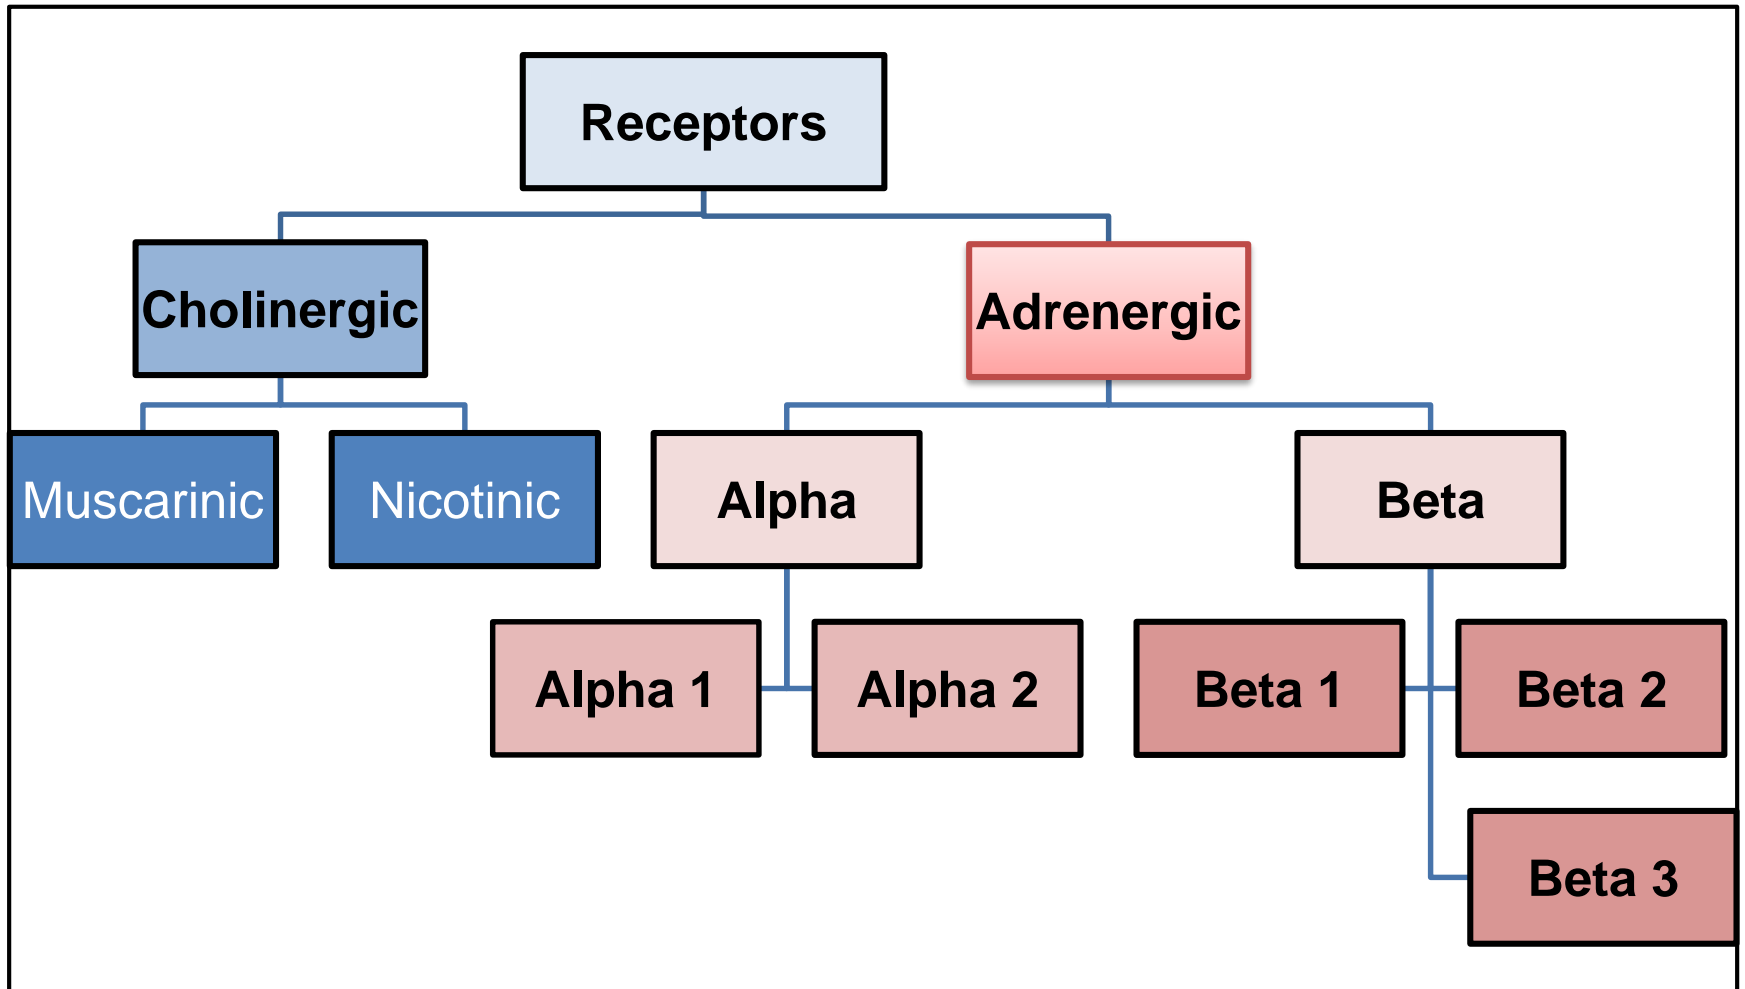 Receptors
Cholinergic
Adrenergic
Muscarinic
Nicotinic
Alpha
Beta
Alpha 1
Alpha 2
Beta 1
Beta 2
Beta 3